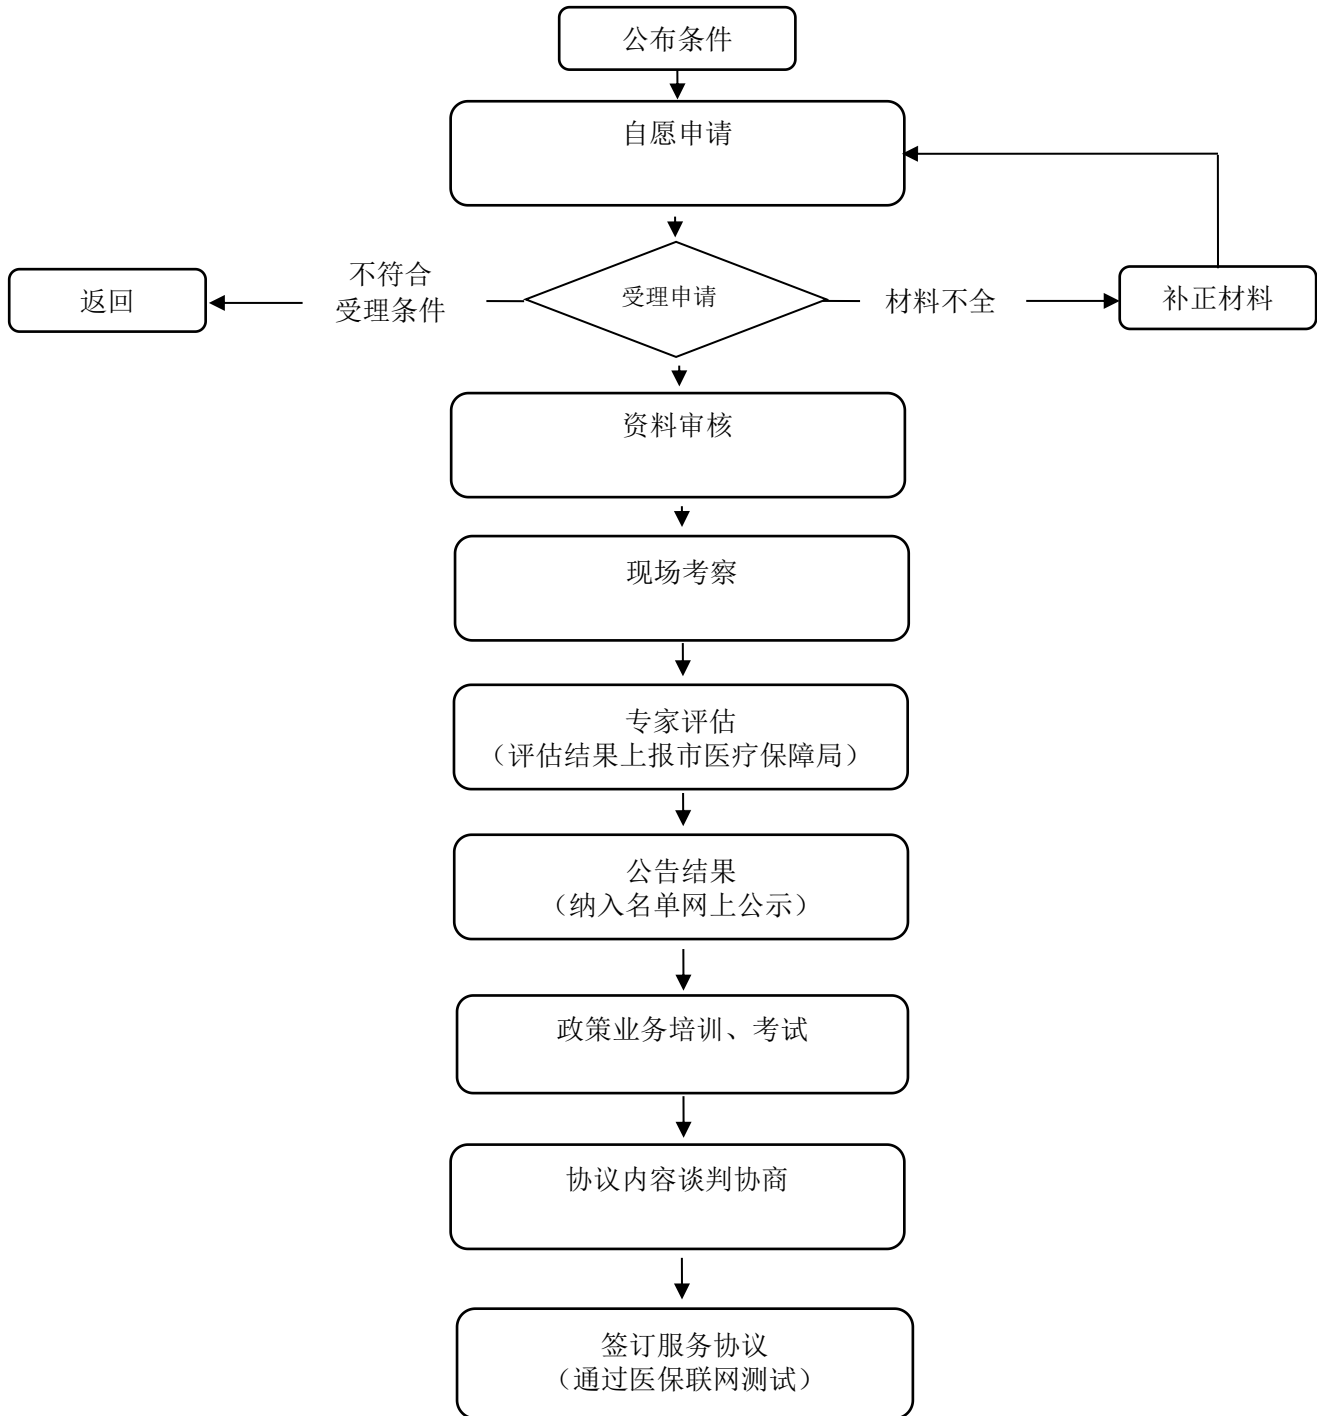 公布条件
自愿申请
不符合
受理条件
返回
受理申请
材料不全
补正材料
资料审核
现场考察
专家评估
（评估结果上报市医疗保障局）
公告结果
（纳入名单网上公示）
政策业务培训、考试
协议内容谈判协商
签订服务协议
（通过医保联网测试）